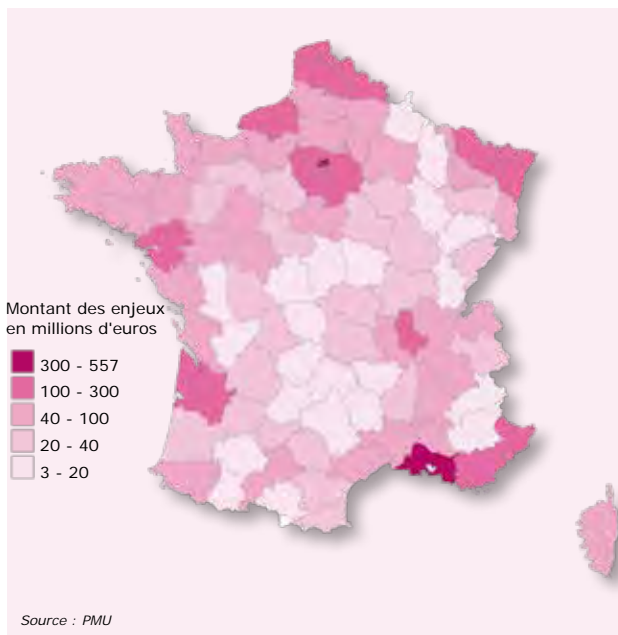 Montant des enjeux
en millions d'euros
300 - 557
100 - 300
40 - 100
20 - 40
3 - 20
Source : PMU